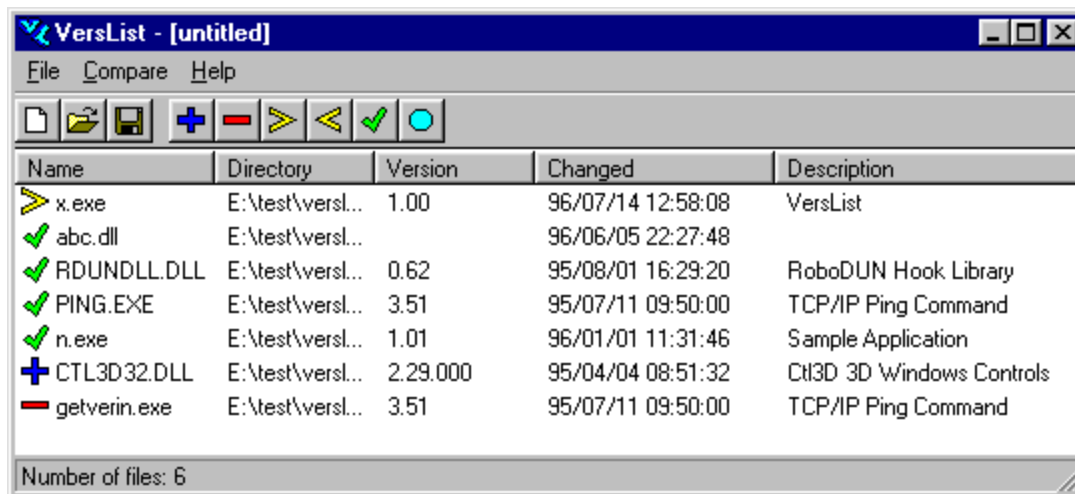 VersList - [untitled]
File Compare Help
Name Directory Version Changed Description
x.exe E:\test\versl... 1.00 96/07/14 12:58:08 VersList
abc.dll E:\test\versl... 96/06/05 22:27:48
RDUNDLL.DLL E:\test\versl... 0.62 95/08/01 16:29:20 RoboDUN Hook Library
PING.EXE E:\test\versl... 3.51 95/07/11 09:50:00 TCP/IP Ping Command
n.exe E:\test\versl... 1.01 96/01/01 11:31:46 Sample Application
CTL3D32.DLL E:\test\versl... 2.29.000 95/04/04 08:51:32 Ctl3D 3D Windows Controls
getverin.exe E:\test\versl... 3.51 95/07/11 09:50:00 TCP/IP Ping Command
Number of files: 6